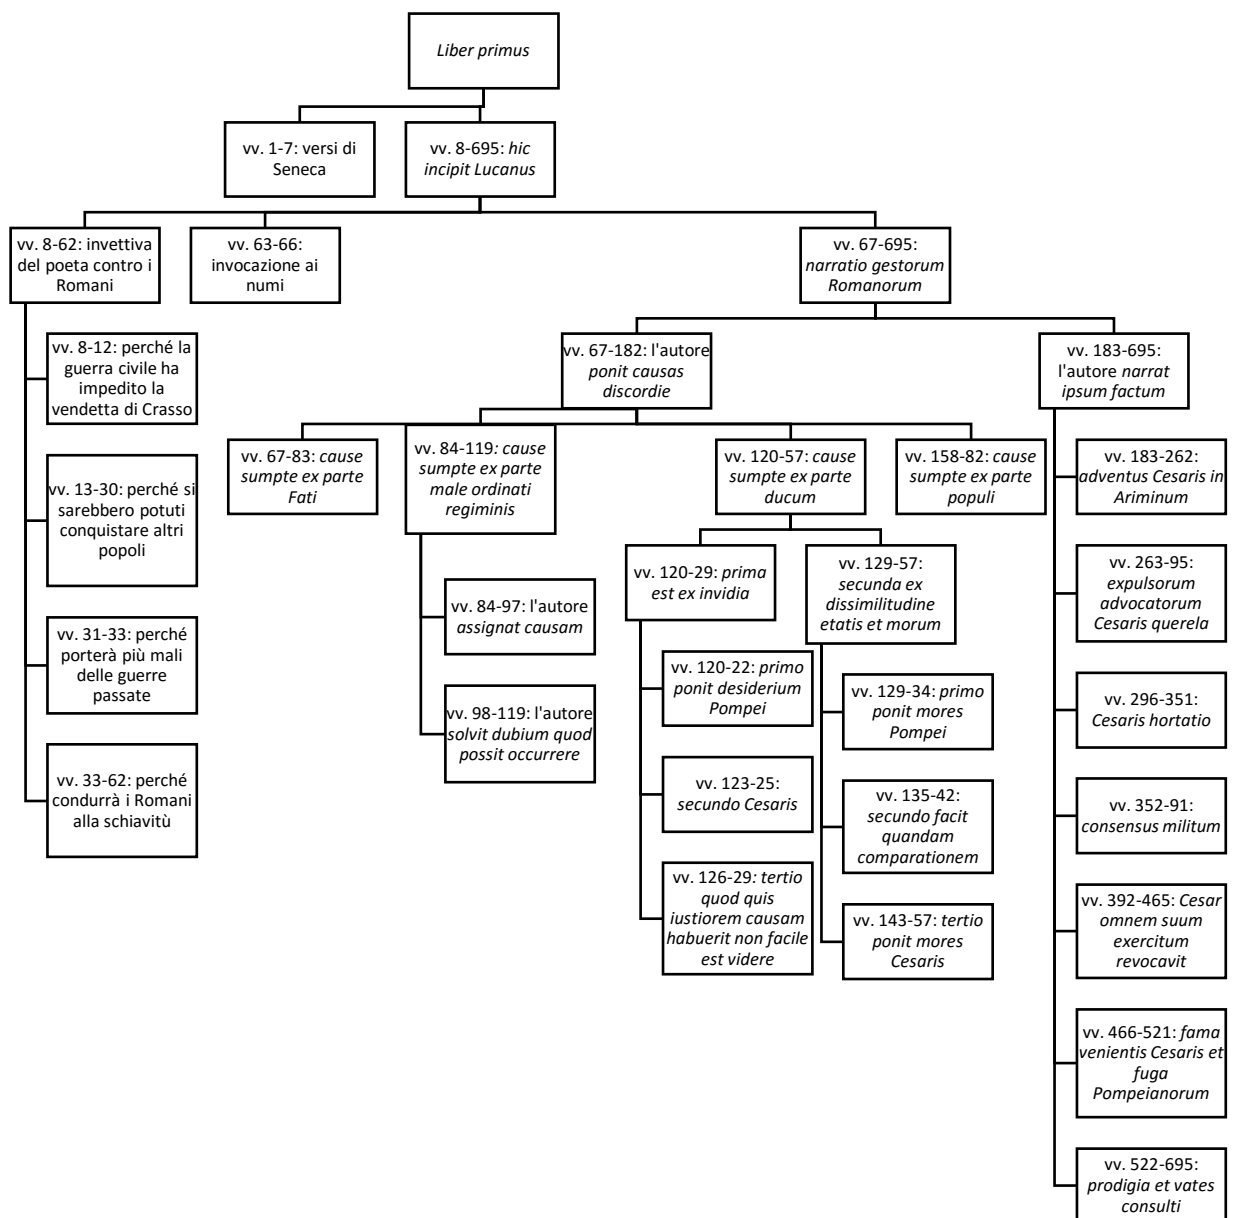 Liber primus
vv. 1-7: versi di
Seneca
vv. 8-695: hic
incipit Lucanus
vv. 8-62: invettiva
del poeta contro i
Romani
vv. 63-66:
invocazione ai
numi
vv. 67-695:
narratio gestorum
Romanorum
vv. 8-12: perché la
guerra civile ha
impedito la
vendetta di Crasso
vv. 13-30: perché si
sarebbero potuti
conquistare altri
popoli
vv. 31-33: perché
porterà più mali
delle guerre
passate
vv. 33-62: perché
condurrà i Romani
alla schiavitù
vv. 67-182: l'autore
ponit causas
discordie
vv. 183-695:
l'autore narrat
ipsum factum
vv. 67-83: cause
sumpte ex parte
Fati
vv. 84-119: cause
sumpte ex parte
male ordinati
regiminis
vv. 120-57: cause
sumpte ex parte
ducum
vv. 158-82: cause
sumpte ex parte
populi
vv. 84-97: l'autore
assignat causam
vv. 98-119: l'autore
solvit dubium quod
possit occurrere
vv. 120-29: prima
est ex invidia
vv. 129-57:
secunda ex
dissimilitudine
etatis et morum
vv. 120-22: primo
ponit desiderium
Pompei
vv. 123-25:
secundo Cesaris
vv. 126-29: tertio
quod quis
iustiorem causam
habuerit non facile
est videre
vv. 129-34: primo
ponit mores
Pompei
vv. 135-42:
secundo facit
quandam
comparationem
vv. 143-57: tertio
ponit mores
Cesaris
vv. 183-262:
adventus Cesaris in
Ariminum
vv. 263-95:
expulsorum
advocatorum
Cesaris querela
vv. 296-351:
Cesaris hortatio
vv. 352-91:
consensus militum
vv. 392-465: Cesar
omnem suum
exercitum
revocavit
vv. 466-521: fama
venientis Cesaris et
fuga
Pompeianorum
vv. 522-695:
prodigia et vates
consulti